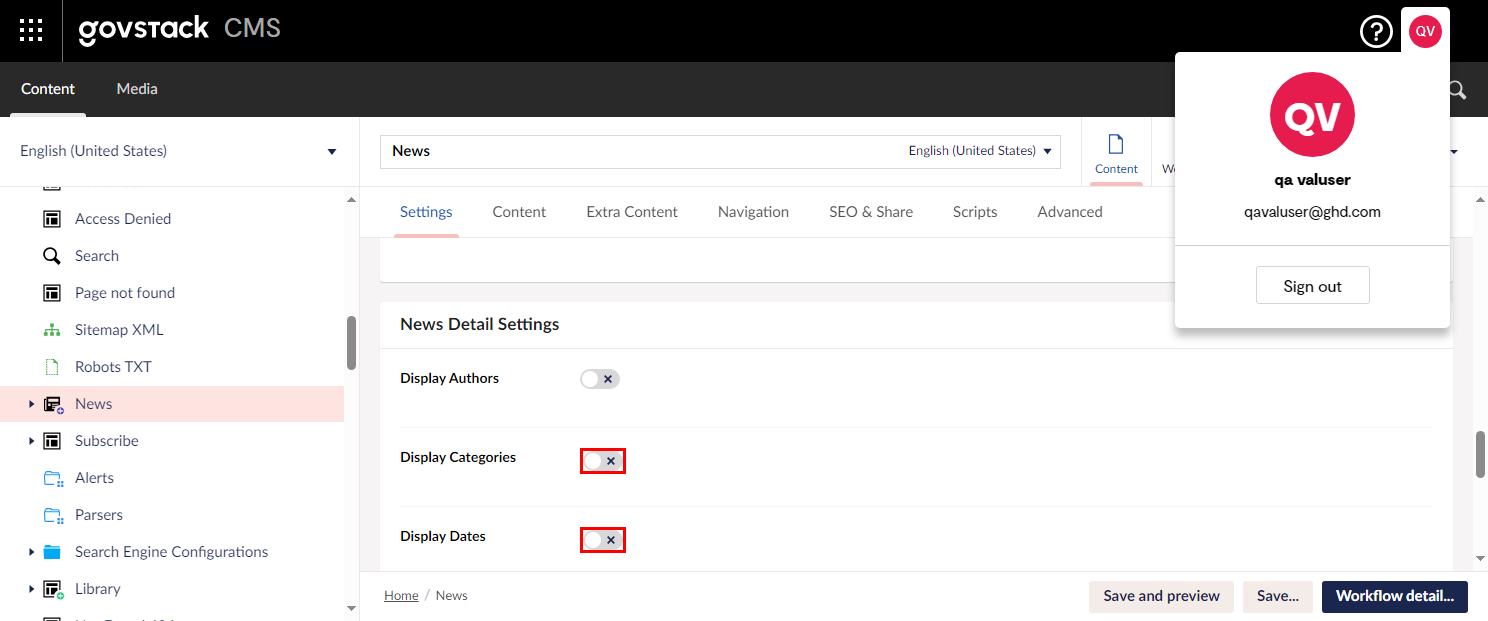 govstack CMS
QV
Content
Media
QV
qa valuser
qavaluser@ghd.com
Sign out
English (United States)
News
English (United States)
Content
Access Denied
Search
Page not found
Sitemap XML
Robots TXT
News
Subscribe
Alerts
Parsers
Search Engine Configurations
Library
Settings
Content
Extra Content
Navigation
SEO & Share
Scripts
Advanced
News Detail Settings
Display Authors
Display Categories
Display Dates
Home / News
Save and preview
Save...
Workflow detail...